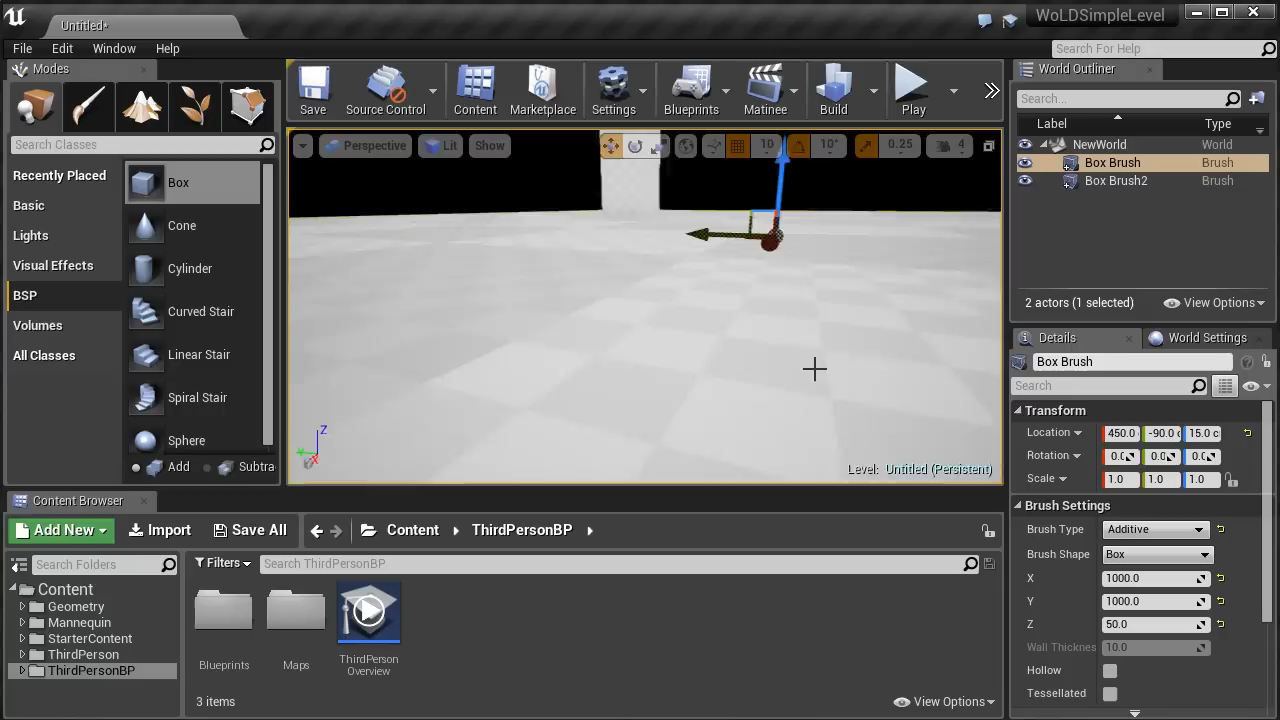 Untitled*
WoLDSimpleLevel
File
Edit
Window
Help
Search For Help
Modes
Search Classes
Recently Placed
Basic
Lights
Visual Effects
BSP
Volumes
All Classes
Box
Cone
Cylinder
Curved Stair
Linear Stair
Spiral Stair
Sphere
Add
Subtra
Save
Source Control
Content
Marketplace
Settings
Blueprints
Matinee
Build
Play
Perspective
Lit
Show
10
10°
0.25
4
Z
X
Level: Untitled (Persistent)
World Outliner
Search...
Label
Type
NewWorld
World
Box Brush
Brush
Box Brush2
Brush
2 actors (1 selected)
View Options
Details
World Settings
Box Brush
Search
Transform
Location
450.0
-90.0
15.0 c
Rotation
Scale
1.0
1.0
1.0
Brush Settings
Brush Type
Additive
Brush Shape
Box
X
1000.0
Y
1000.0
Z
50.0
Wall Thicknes
10.0
Hollow
Tessellated
Content Browser
Add New
Import
Save All
Content
ThirdPersonBP
Search Folders
Filters
Search ThirdPersonBP
Content
Geometry
Mannequin
StarterContent
ThirdPerson
ThirdPersonBP
Blueprints
Maps
ThirdPerson
Overview
3 items
View Options